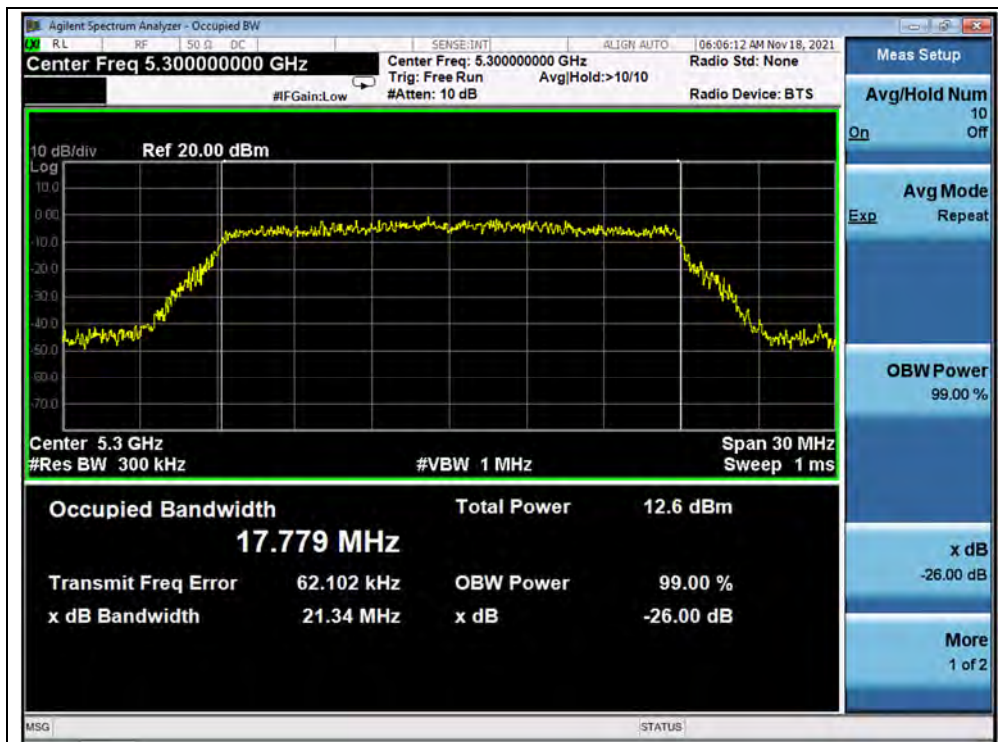 Agilent Spectrum Analyzer - Occupied BW
LXI RL RF 50 Ω DC SENSE:INT ALIGN AUTO 06:06:12 AM Nov 18, 2021
Center Freq 5.300000000 GHz Center Freq: 5.300000000 GHz Radio Std: None
Trig: Free Run Avg|Hold:>10/10
#IFGain:Low #Atten: 10 dB Radio Device: BTS
10 dB/div Ref 20.00 dBm
Log
10.0
0.00
-10.0
-20.0
-30.0
-40.0
-50.0
-60.0
-70.0
Center 5.3 GHz Span 30 MHz
#Res BW 300 kHz #VBW 1 MHz Sweep 1 ms
Occupied Bandwidth Total Power 12.6 dBm
17.779 MHz
Transmit Freq Error 62.102 kHz OBW Power 99.00 %
x dB Bandwidth 21.34 MHz x dB -26.00 dB
Meas Setup
Avg/Hold Num
10
On Off
Avg Mode
Exp Repeat
OBW Power
99.00 %
x dB
-26.00 dB
More
1 of 2
MSG STATUS